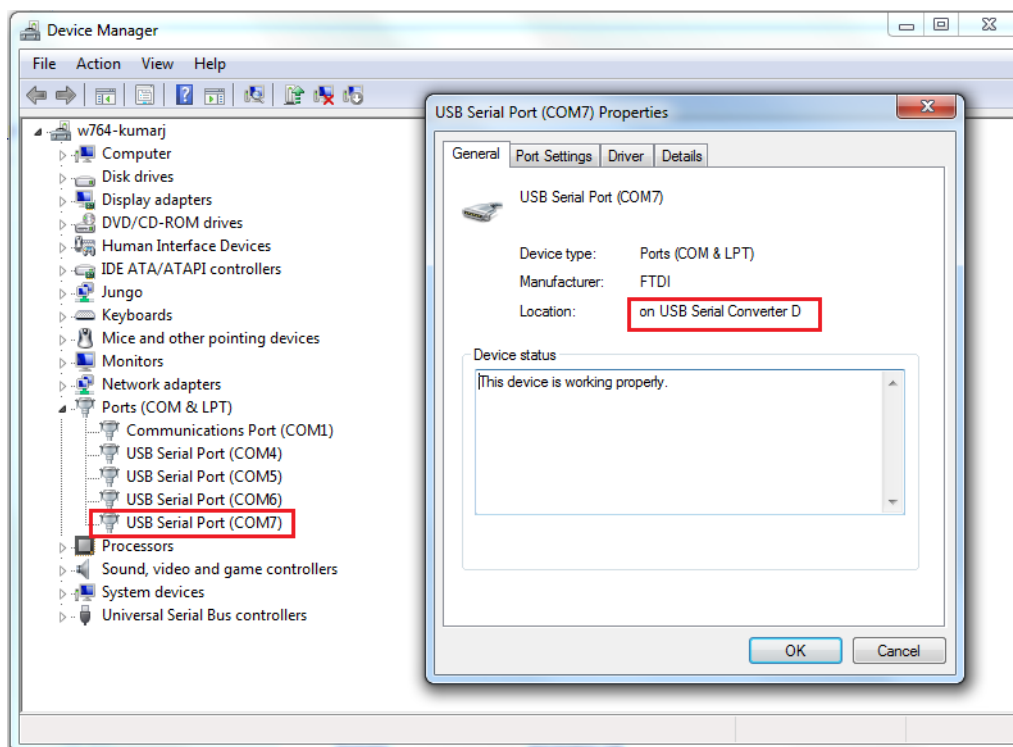 Device Manager
File Action View Help
w764-kumarj
Computer
Disk drives
Display adapters
DVD/CD-ROM drives
Human Interface Devices
IDE ATA/ATAPI controllers
Jungo
Keyboards
Mice and other pointing devices
Monitors
Network adapters
Ports (COM & LPT)
Communications Port (COM1)
USB Serial Port (COM4)
USB Serial Port (COM5)
USB Serial Port (COM6)
USB Serial Port (COM7)
Processors
Sound, video and game controllers
System devices
Universal Serial Bus controllers
USB Serial Port (COM7) Properties
General Port Settings Driver Details
USB Serial Port (COM7)
Device type: Ports (COM & LPT)
Manufacturer: FTDI
Location: on USB Serial Converter D
Device status
This device is working properly.
OK Cancel